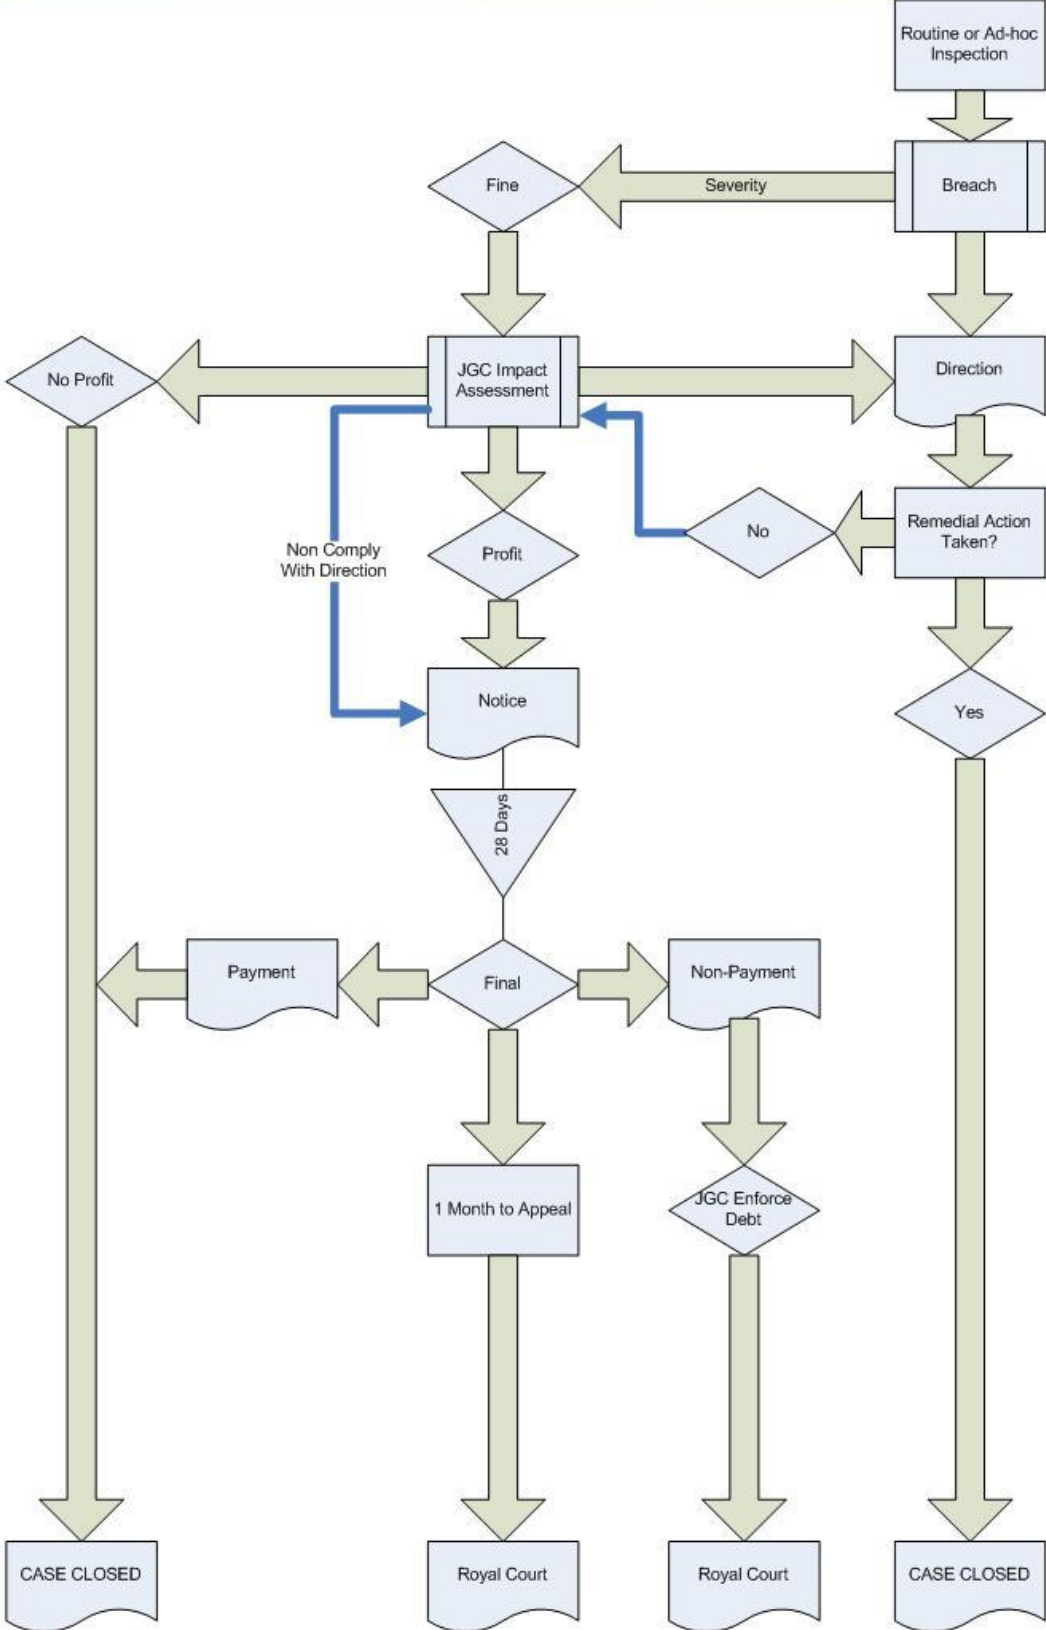 Routine or Ad-hoc
Inspection
Fine
Severity
Breach
No Profit
JGC Impact
Assessment
Direction
Non Comply
With Direction
Profit
No
Remedial Action
Taken?
Notice
Yes
28 Days
Payment
Final
Non-Payment
1 Month to Appeal
JGC Enforce
Debt
CASE CLOSED
Royal Court
Royal Court
CASE CLOSED